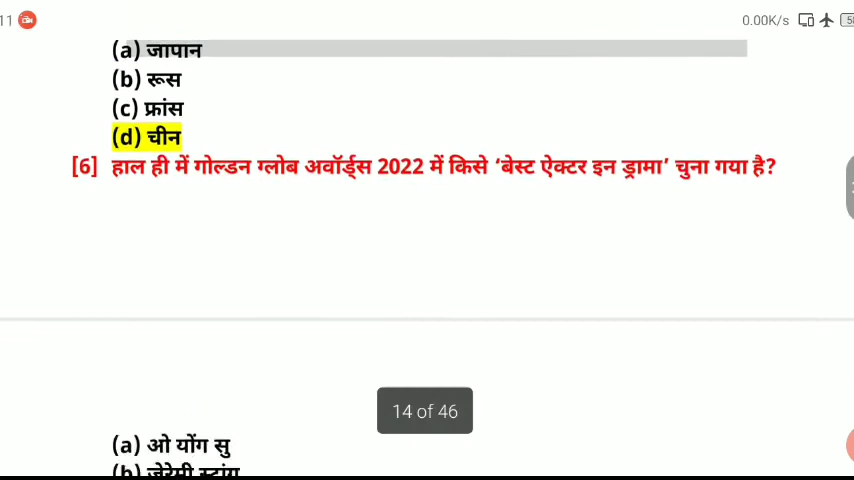 11
0.00K/s
(a) जापान
(b) रूस
(c) फ्रांस
(d) चीन
[6] हाल ही में गोल्डन ग्लोब अवॉर्ड्स 2022 में किसे ‘बेस्ट ऐक्टर इन ड्रामा’ चुना गया है?
14 of 46
(a) ओ योंग सु
(b) जेरेमी स्टांग